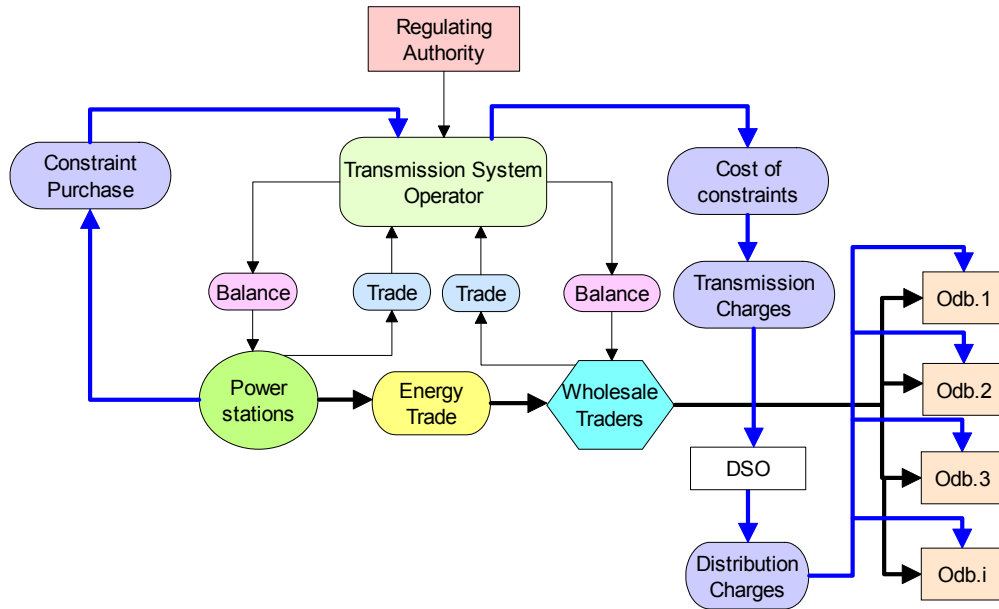 Regulating
Authority
Constraint
Purchase
Transmission System
Operator
Cost of
constraints
Balance
Trade
Trade
Balance
Transmission
Charges
Odb.1
Power
stations
Energy
Trade
Wholesale
Traders
Odb.2
DSO
Odb.3
Distribution
Charges
Odb.i